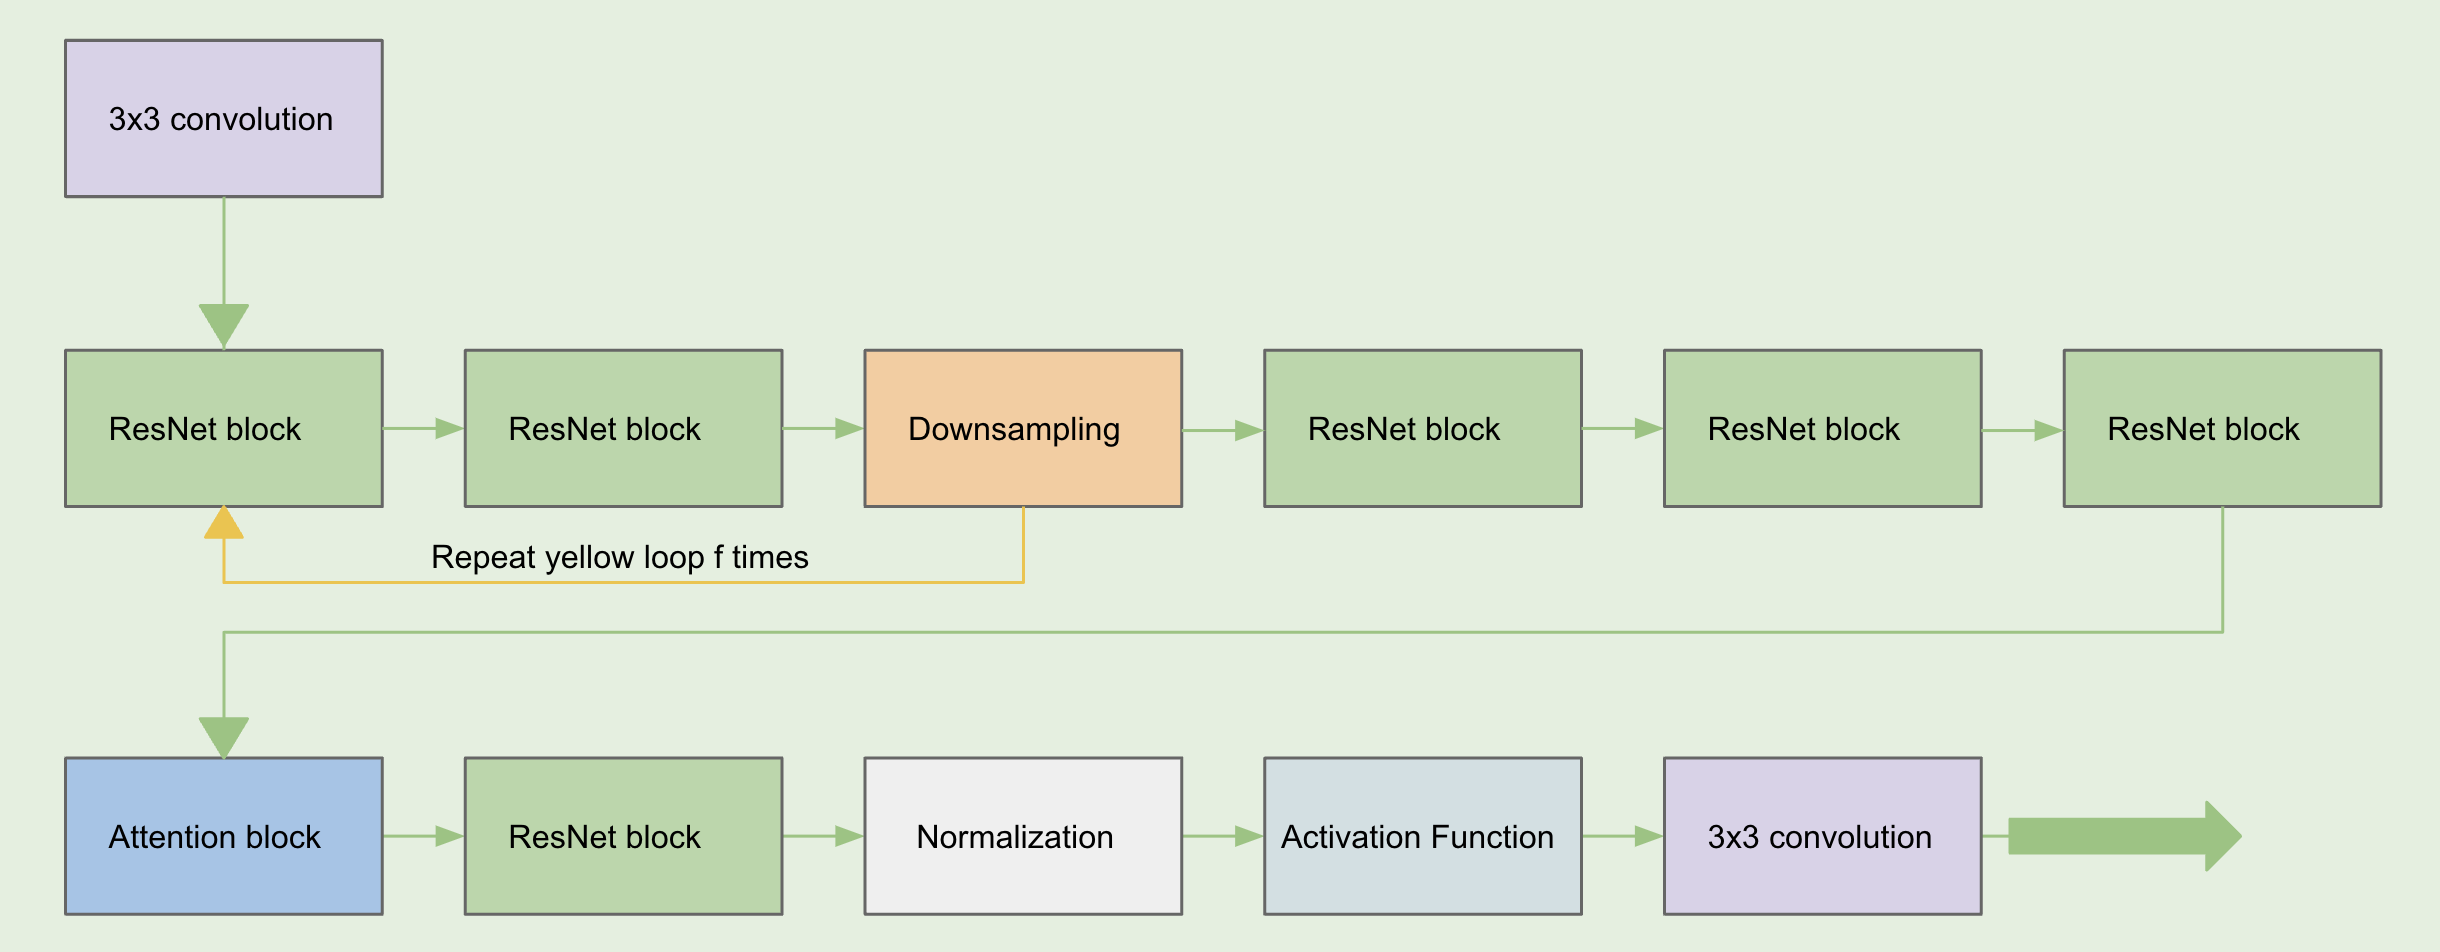 3x3 convolution
ResNet block
ResNet block
Downsampling
ResNet block
ResNet block
ResNet block
Repeat yellow loop f times
Attention block
ResNet block
Normalization
Activation Function
3x3 convolution